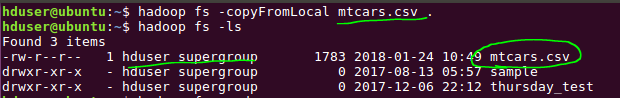 hduser@ubuntu:~$ hadoop fs -copyFromLocal mtcars.csv .
hduser@ubuntu:~$ hadoop fs -ls
Found 3 items
-rw-r--r--   1 hduser supergroup       1783 2018-01-24 10:49 mtcars.csv
drwxr-xr-x   - hduser supergroup          0 2017-08-13 05:57 sample
drwxr-xr-x   - hduser supergroup          0 2017-12-06 22:12 thursday_test